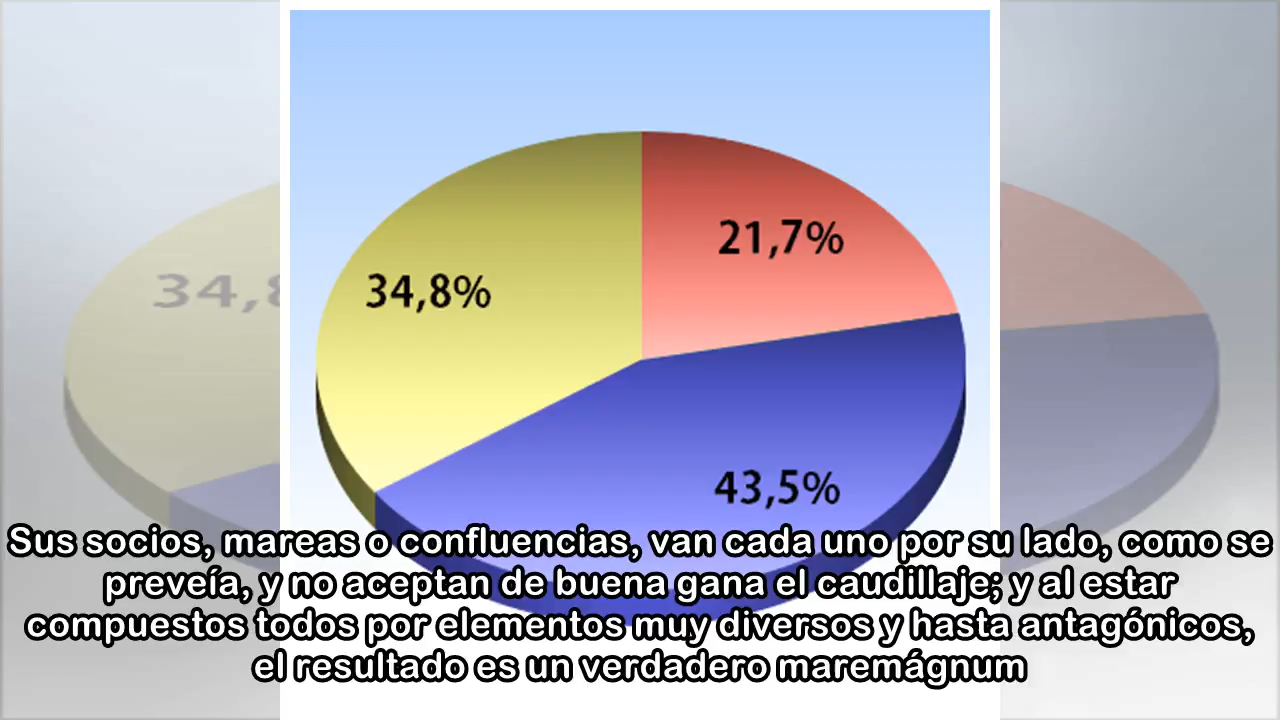 21,7%
34,8%
34,8
43,5%
Sus socios, mareas o confluencias, van cada uno por su lado, como se
preveía, y no aceptan de buena gana el caudillaje; y al estar
compuestos todos por elementos muy diversos y hasta antagónicos,
el resultado es un verdadero maremágnum